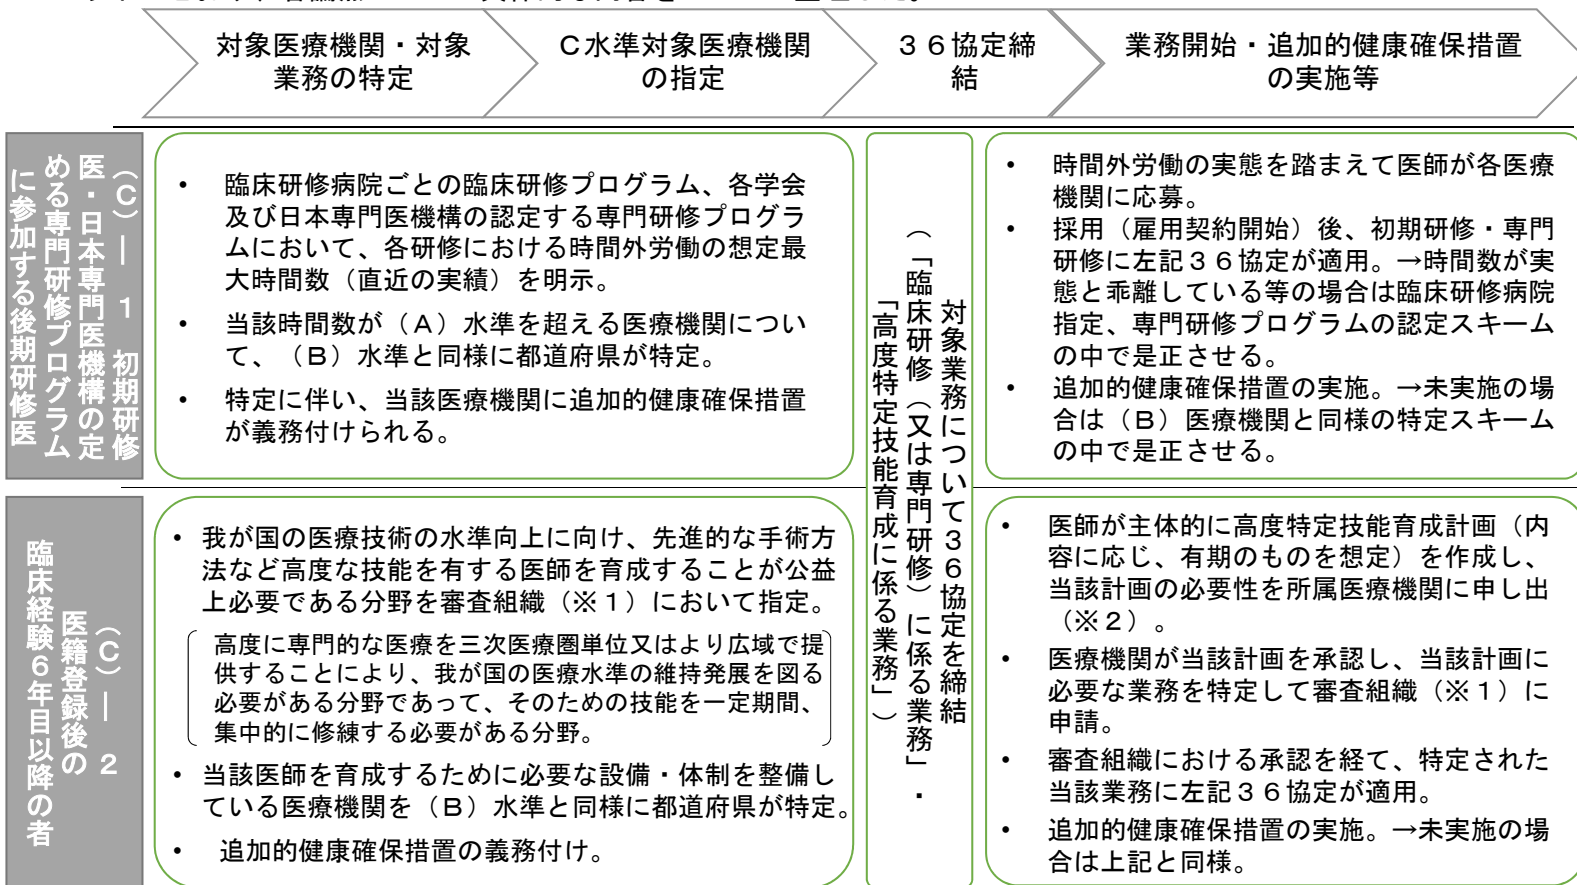 対象医療機関・対象
業務の特定
C水準対象医療機関
の指定
36協定締
結
業務開始・追加的健康確保措置
の実施等
(C)―1 初期研修
医・日本専門医機構の定
める専門研修プログラム
に参加する後期研修医
• 臨床研修病院ごとの臨床研修プログラム、各学会
及び日本専門医機構の認定する専門研修プログラ
ムにおいて、各研修における時間外労働の想定最
大時間数(直近の実績)を明示。
• 当該時間数が(A)水準を超える医療機関につい
て、(B)水準と同様に都道府県が特定。
• 特定に伴い、当該医療機関に追加的健康確保措置
が義務付けられる。
対象業務について36協定を締結
(「臨床研修(又は専門研修)に係る業務」・
「高度特定技能育成に係る業務」)
• 時間外労働の実態を踏まえて医師が各医療
機関に応募。
• 採用(雇用契約開始)後、初期研修・専門
研修に左記36協定が適用。→時間数が実
態と乖離している等の場合は臨床研修病院
指定、専門研修プログラムの認定スキーム
の中で是正させる。
• 追加的健康確保措置の実施。→未実施の場
合は(B)医療機関と同様の特定スキーム
の中で是正させる。
(C)―2
医籍登録後の
臨床経験6年目以降の者
• 我が国の医療技術の水準向上に向け、先進的な手術方
法など高度な技能を有する医師を育成することが公益
上必要である分野を審査組織(※1)において指定。
高度に専門的な医療を三次医療圏単位又はより広域で提
供することにより、我が国の医療水準の維持発展を図る
必要がある分野であって、そのための技能を一定期間、
集中的に修練する必要がある分野。
• 当該医師を育成するために必要な設備・体制を整備し
ている医療機関を(B)水準と同様に都道府県が特定。
• 追加的健康確保措置の義務付け。
• 医師が主体的に高度特定技能育成計画(内
容に応じ、有期のものを想定)を作成し、
当該計画の必要性を所属医療機関に申し出
(※2)。
• 医療機関が当該計画を承認し、当該計画に
必要な業務を特定して審査組織(※1)に
申請。
• 審査組織における承認を経て、特定された
当該業務に左記36協定が適用。
• 追加的健康確保措置の実施。→未実施の場
合は上記と同様。